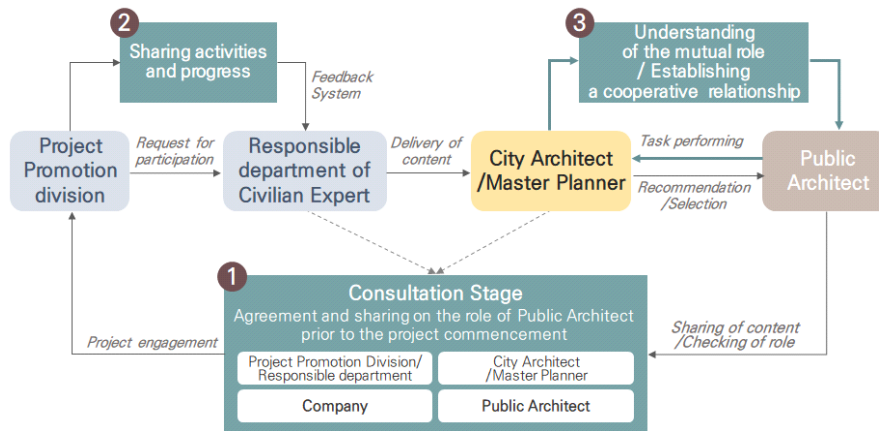 2
Sharing activities
and progress
3
Understanding
of the mutual role
/ Establishing
a cooperative relationship
Feedback
System
Project
Promotion
division
Request for
participation
Responsible
department of
Civilian Expert
Delivery of
content
City Architect
/Master Planner
Task performing
Recommendation
/Selection
Public
Architect
1
Consultation Stage
Agreement and sharing on the role of Public Architect
prior to the project commencement
Project Promotion Division/
Responsible department
City Architect
/Master Planner
Company
Public Architect
Project engagement
Sharing of content
/Checking of role